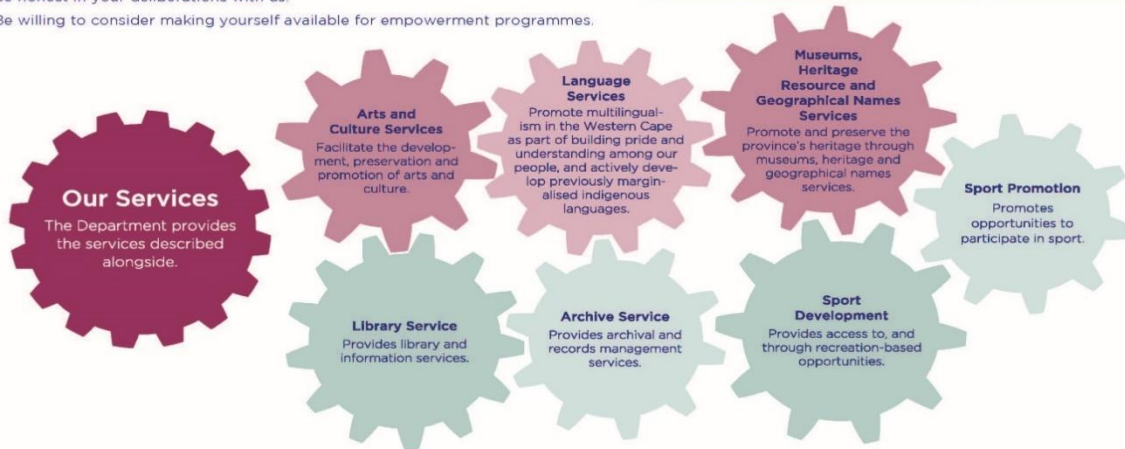 Be willing to consider making yourself available for empowerment programmes.
Our Services
The Department provides
the services described
alongside.
Arts and
Culture Services
Facilitate the develop-
ment, preservation and
promotion of arts and
culture.
Language
Services
Promote multilingual-
ism in the Western Cape
as part of building pride and
understanding among our
people, and actively deve-
lop previously margin-
alised indigenous
languages.
Museums,
Heritage
Resource and
Geographical Names
Services
Promote and preserve the
province's heritage through
museums, heritage and
geographical names
services.
Sport Promotion
Promotes
opportunities to
participate in sport.
Library Service
Provides library and
information services.
Archive Service
Provides archival and
records management
services.
Sport
Development
Provides access to, and
through recreation-based
opportunities.